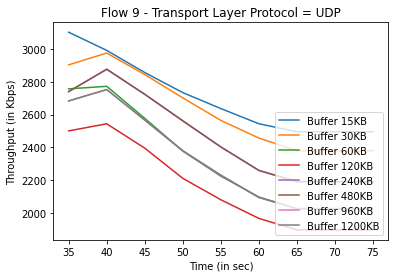 Flow 9 - Transport Layer Protocol = UDP
Throughput (in Kbps)
3000
2800
2600
2400
2200
2000
Buffer 15KB
Buffer 30KB
Buffer 60KB
Buffer 120KB
Buffer 240KB
Buffer 480KB
Buffer 960KB
Buffer 1200KB
35 40 45 50 55 60 65 70 75
Time (in sec)